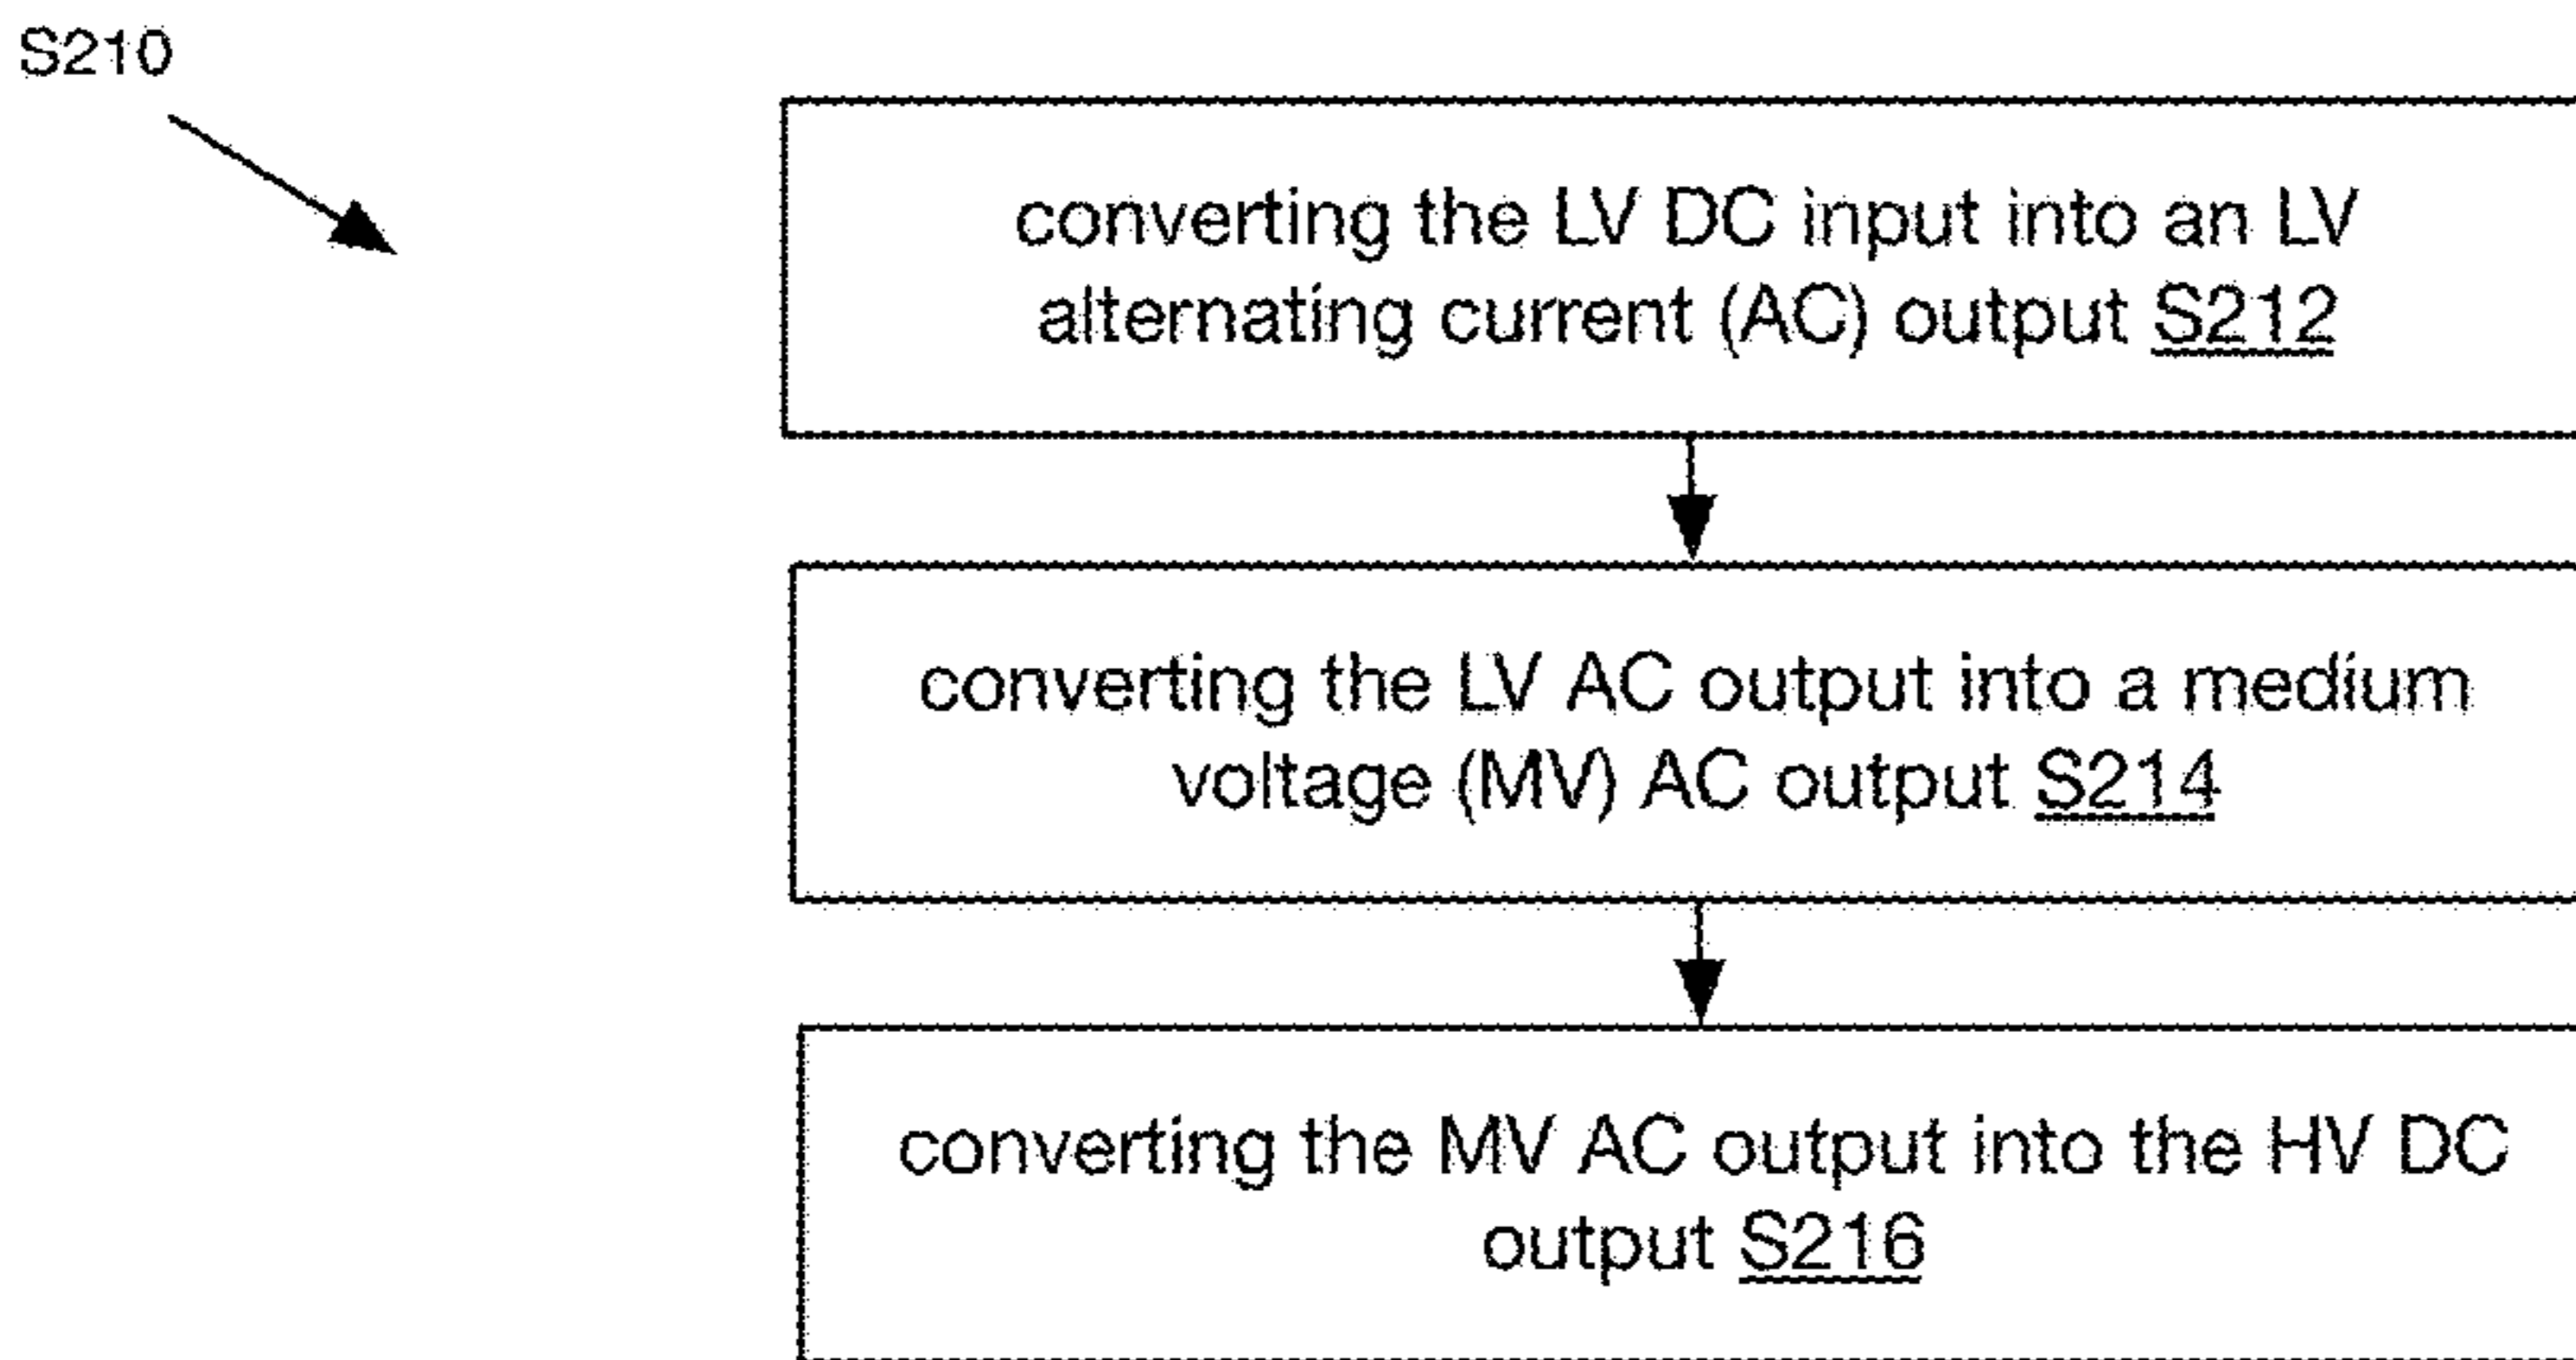 S210
converting the LV DC input into an LV
alternating current (AC) output S212
converting the LV AC output into a medium
voltage (MV) AC output S214
converting the MV AC output into the HV DC
output S216